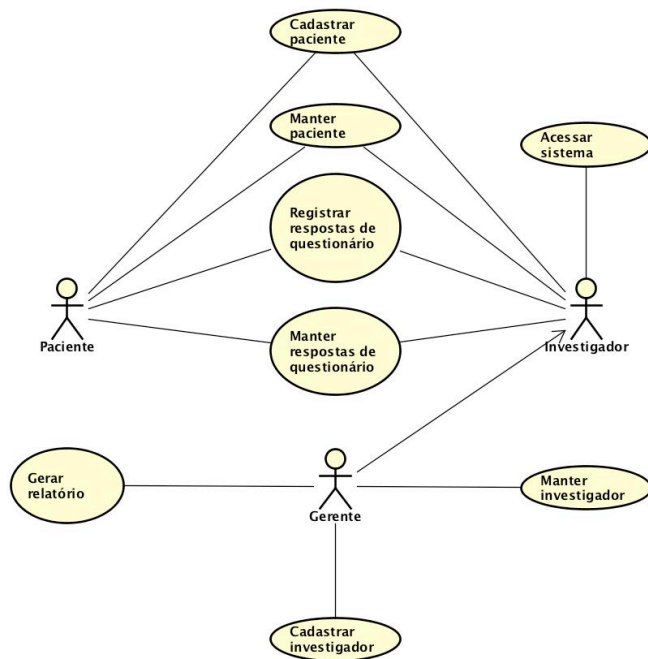 Cadastrar
paciente
Manter
paciente
Acessar
sistema
Registrar
respostas de
questionário
Paciente
Manter
respostas de
questionário
Investigador
Gerar
relatório
Gerente
Manter
investigador
Cadastrar
investigador